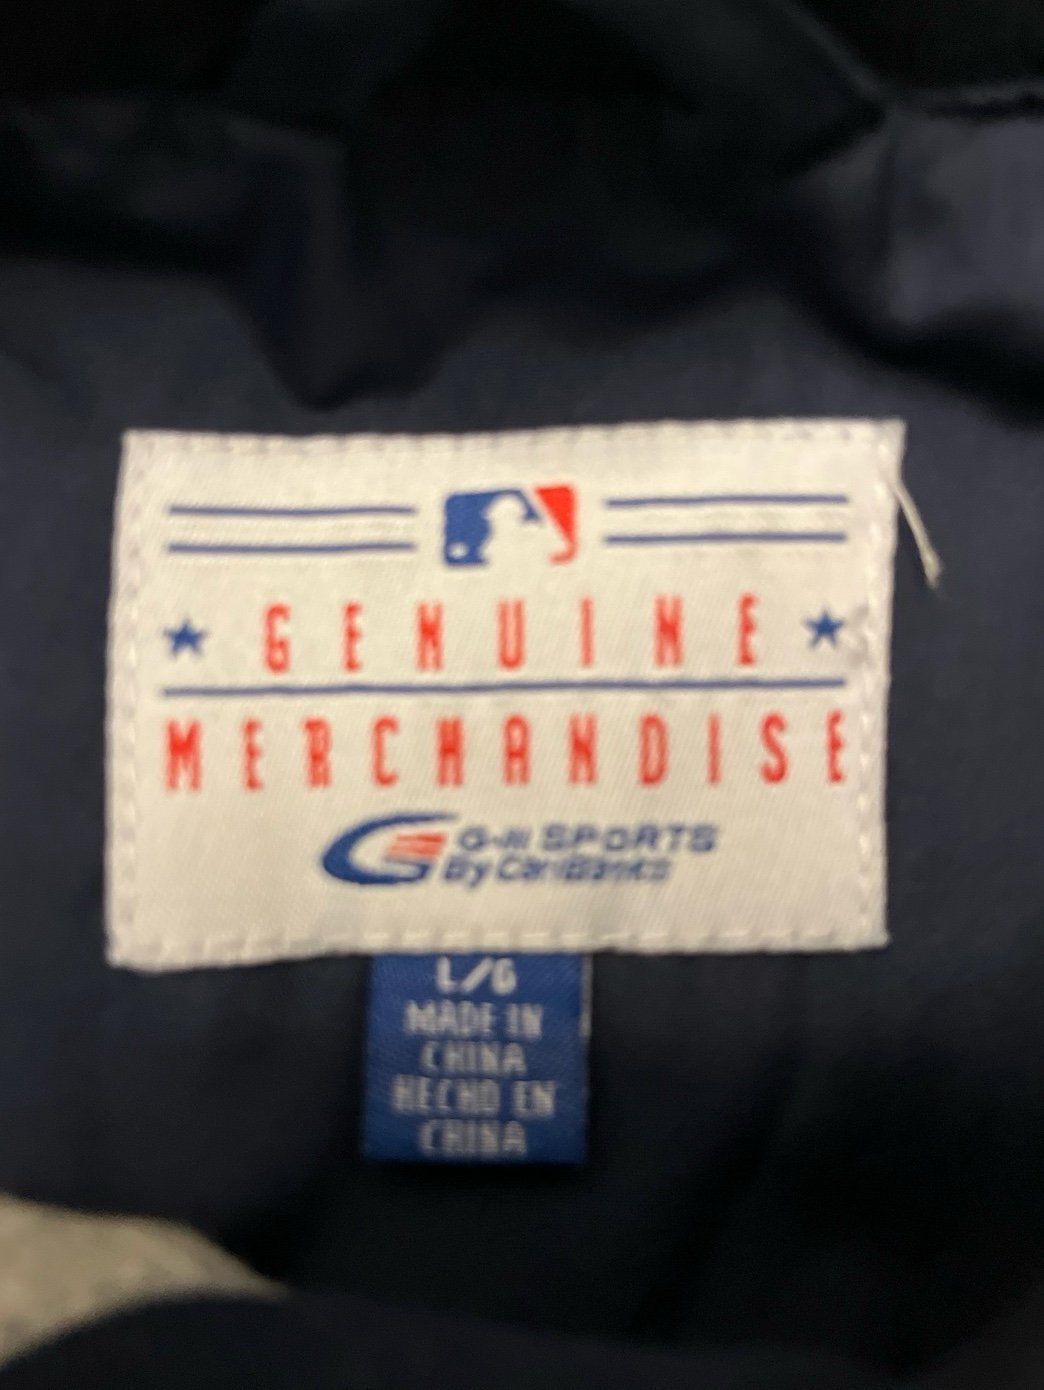 GENUINE
MERCHANDISE
G-III SPORTS
By Carl Banks
L/G
MADE IN
CHINA
HECHO EN
CHINA